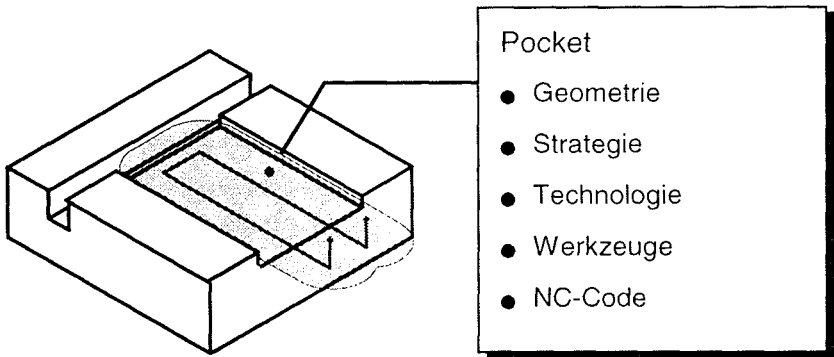 Pocket
● Geometrie
● Strategie
● Technologie
● Werkzeuge
● NC-Code